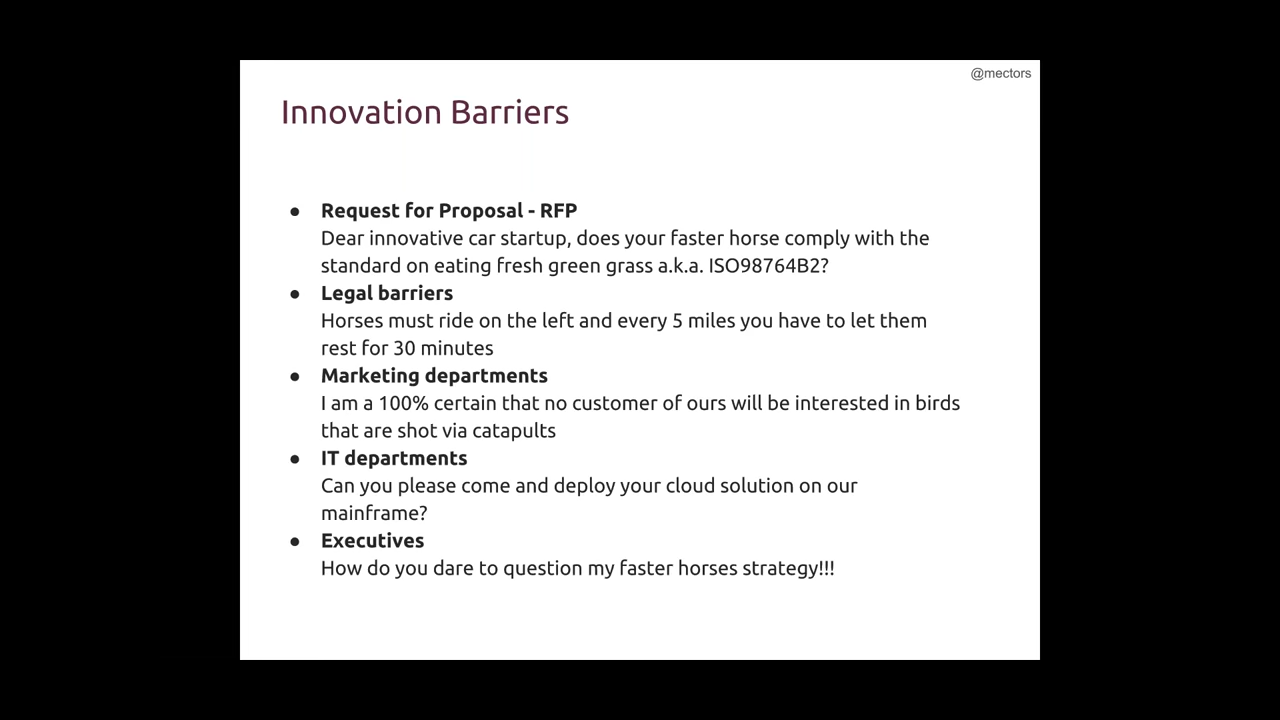 @mectors
Innovation Barriers
● Request for Proposal - RFP
Dear innovative car startup, does your faster horse comply with the
standard on eating fresh green grass a.k.a. ISO98764B2?
● Legal barriers
Horses must ride on the left and every 5 miles you have to let them
rest for 30 minutes
● Marketing departments
I am a 100% certain that no customer of ours will be interested in birds
that are shot via catapults
● IT departments
Can you please come and deploy your cloud solution on our
mainframe?
● Executives
How do you dare to question my faster horses strategy!!!